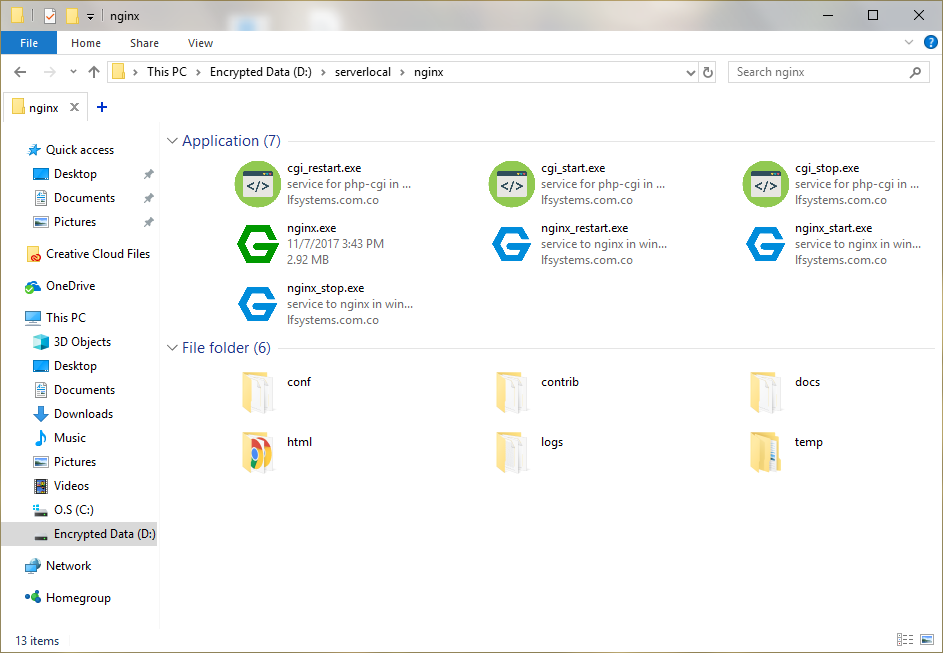 nginx
File Home Share View
This PC Encrypted Data (D:) serverlocal nginx
Search nginx
nginx
Quick access
Desktop
Documents
Pictures
Creative Cloud Files
OneDrive
This PC
3D Objects
Desktop
Documents
Downloads
Music
Pictures
Videos
O.S (C:)
Encrypted Data (D:)
Network
Homegroup
Application (7)
cgi_restart.exe
service for php-cgi in ...
lfsystems.com.co
cgi_start.exe
service for php-cgi in ...
lfsystems.com.co
cgi_stop.exe
service for php-cgi in ...
lfsystems.com.co
nginx.exe
11/7/2017 3:43 PM
2.92 MB
nginx_restart.exe
service to nginx in win...
lfsystems.com.co
nginx_start.exe
service to nginx in win...
lfsystems.com.co
nginx_stop.exe
service to nginx in win...
lfsystems.com.co
File folder (6)
conf
contrib
docs
html
logs
temp
13 items